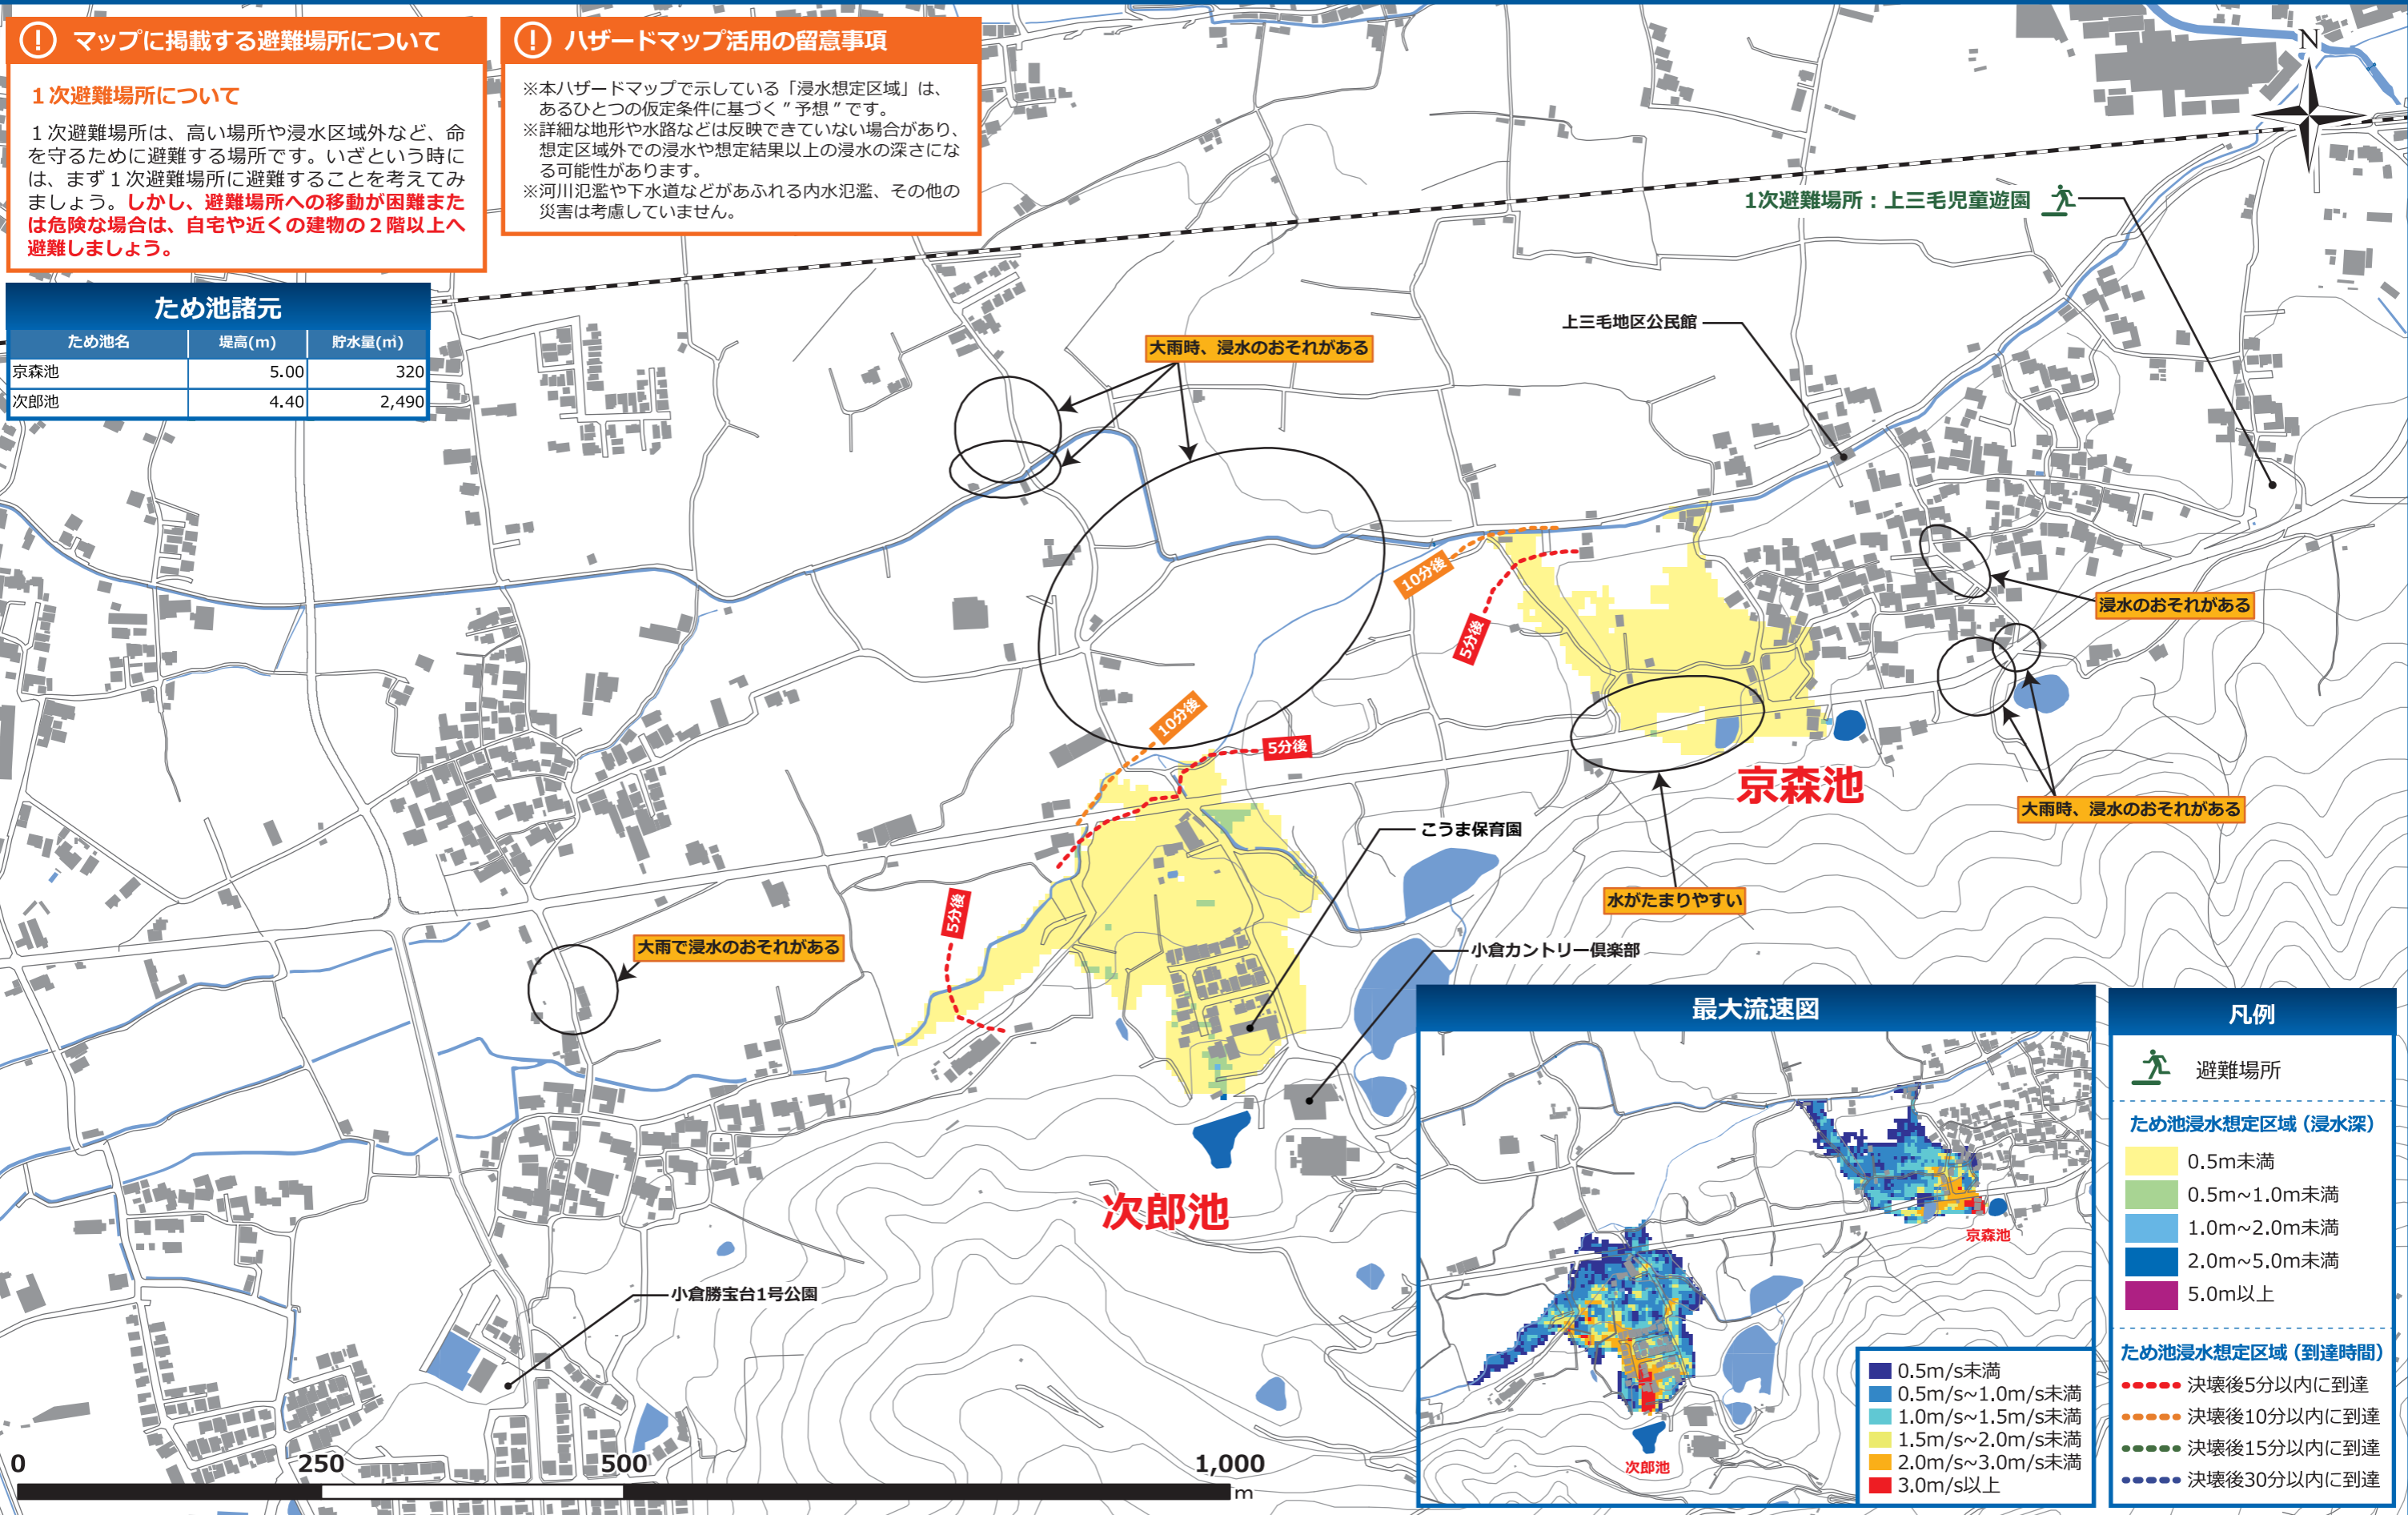 マップに掲載する避難場所について
1次避難場所について
1次避難場所は、高い場所や浸水区域外など、命
を守るために避難する場所です。いざという時に
は、まず1次避難場所に避難することを考えてみ
ましょう。しかし、避難場所への移動が困難また
は危険な場合は、自宅や近くの建物の2階以上へ
避難しましょう。
ハザードマップ活用の留意事項
※本ハザードマップで示している「浸水想定区域」は、
あるひとつの仮定条件に基づく"予想"です。
※詳細な地形や水路などは反映できていない場合があり、
想定区域外での浸水や想定結果以上の浸水の深さにな
る可能性があります。
※河川氾濫や下水道などがあふれる内水氾濫、その他の
災害は考慮していません。
N
ため池諸元
ため池名 堤高(m) 貯水量(㎥)
京森池 5.00 320
次郎池 4.40 2,490
1次避難場所:上三毛児童遊園
上三毛地区公民館
大雨時、浸水のおそれがある
10分後
5分後
浸水のおそれがある
10分後
5分後
京森池
大雨時、浸水のおそれがある
こうま保育園
水がたまりやすい
5分後
大雨で浸水のおそれがある
小倉カントリー倶楽部
次郎池
小倉勝宝台1号公園
0 250 500 1,000
m
最大流速図
京森池
次郎池
0.5m/s未満
0.5m/s~1.0m/s未満
1.0m/s~1.5m/s未満
1.5m/s~2.0m/s未満
2.0m/s~3.0m/s未満
3.0m/s以上
凡例
避難場所
ため池浸水想定区域(浸水深)
0.5m未満
0.5m~1.0m未満
1.0m~2.0m未満
2.0m~5.0m未満
5.0m以上
ため池浸水想定区域(到達時間)
決壊後5分以内に到達
決壊後10分以内に到達
決壊後15分以内に到達
決壊後30分以内に到達